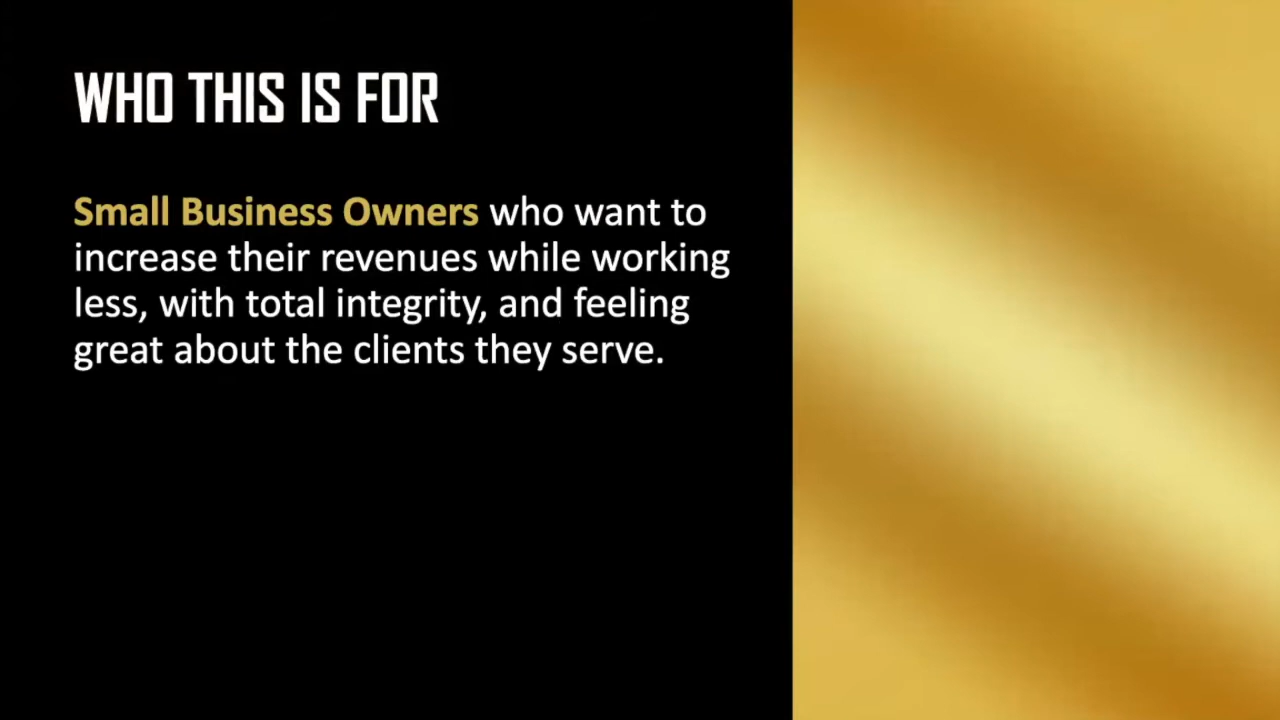 WHO THIS IS FOR
Small Business Owners who want to
increase their revenues while working
less, with total integrity, and feeling
great about the clients they serve.